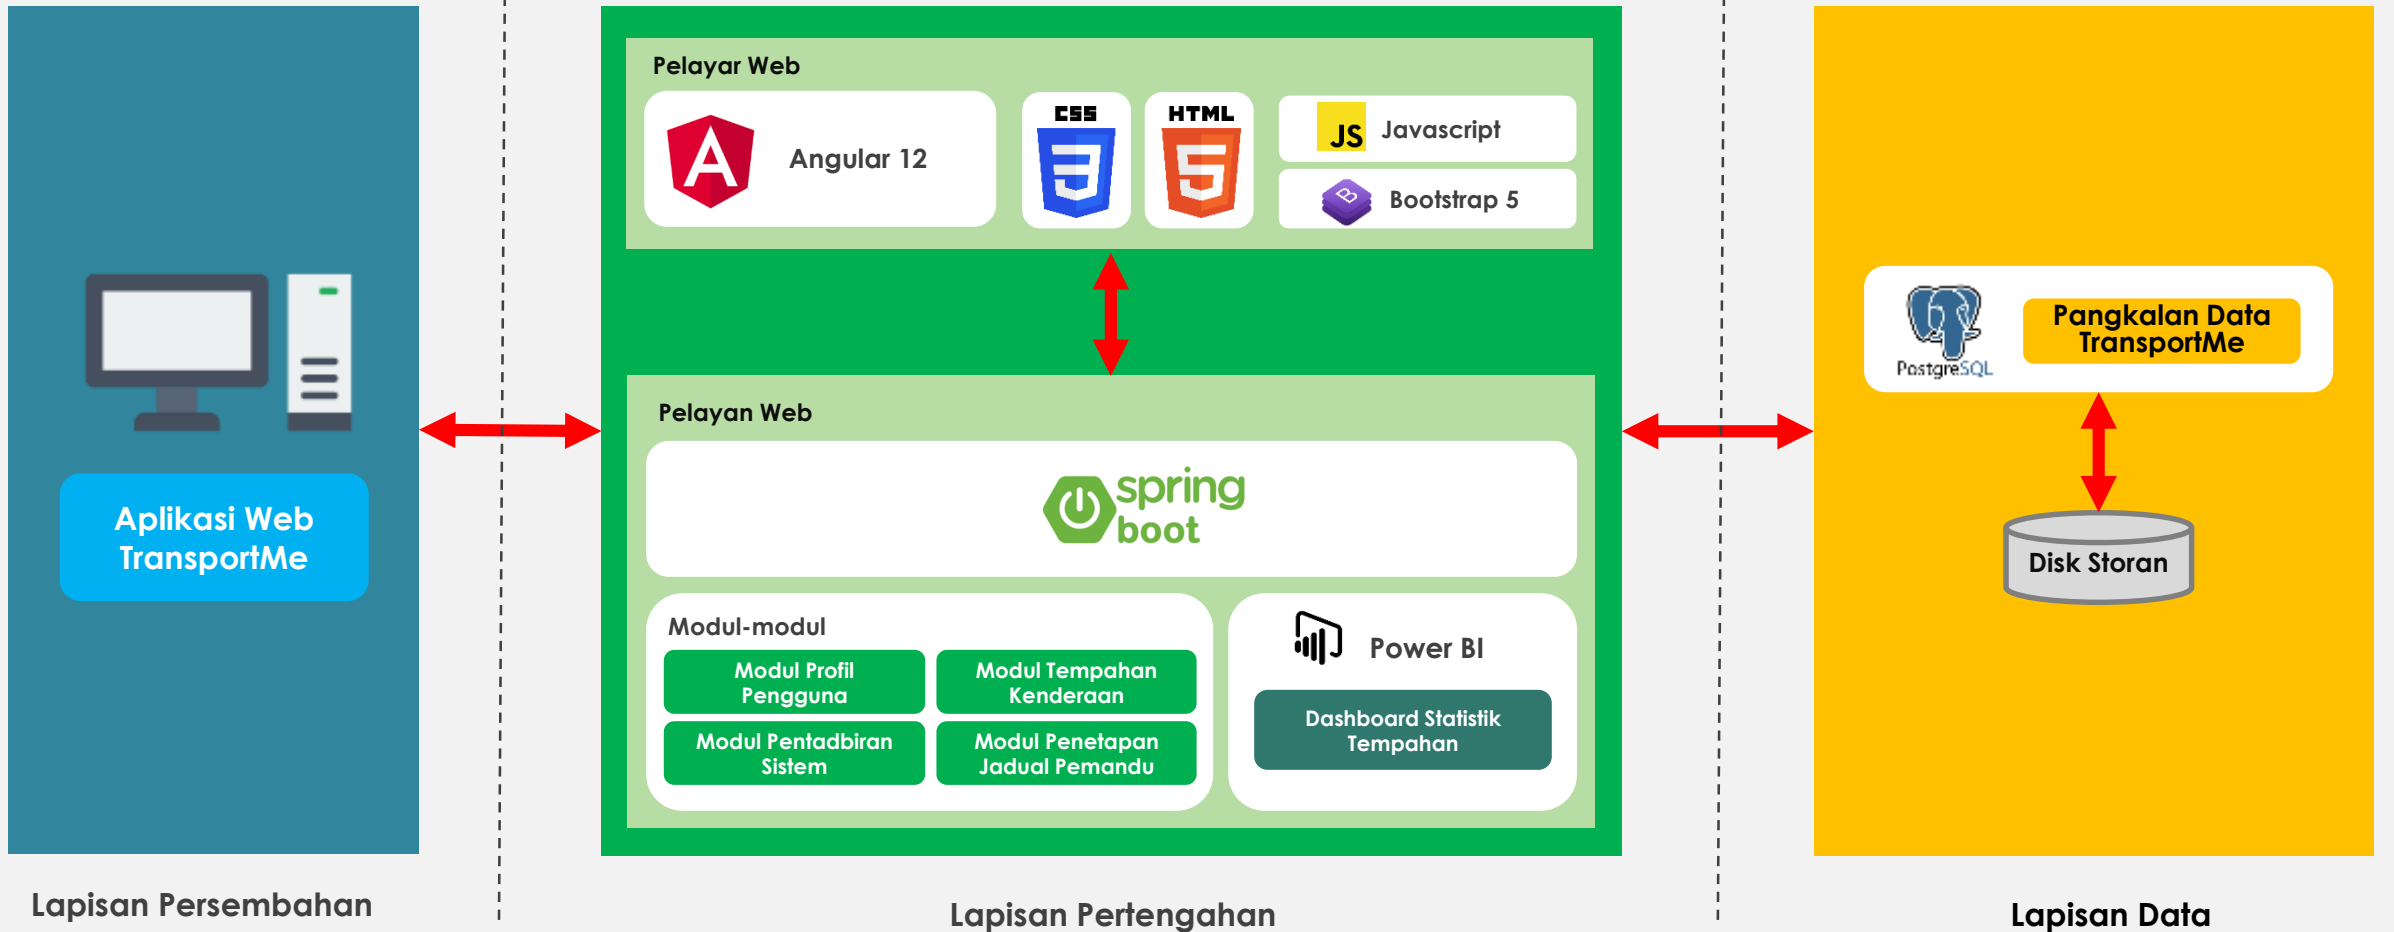 Aplikasi Web
TransportMe
Lapisan Persembahan
Pelayar Web
Angular 12
CSS
HTML
JS
Javascript
B
Bootstrap 5
Pelayan Web
spring
boot
Modul-modul
Modul Profil
Pengguna
Modul Tempahan
Kenderaan
Modul Pentadbiran
Sistem
Modul Penetapan
Jadual Pemandu
Power BI
Dashboard Statistik
Tempahan
Lapisan Pertengahan
PostgreSQL
Pangkalan Data
TransportMe
Disk Storan
Lapisan Data